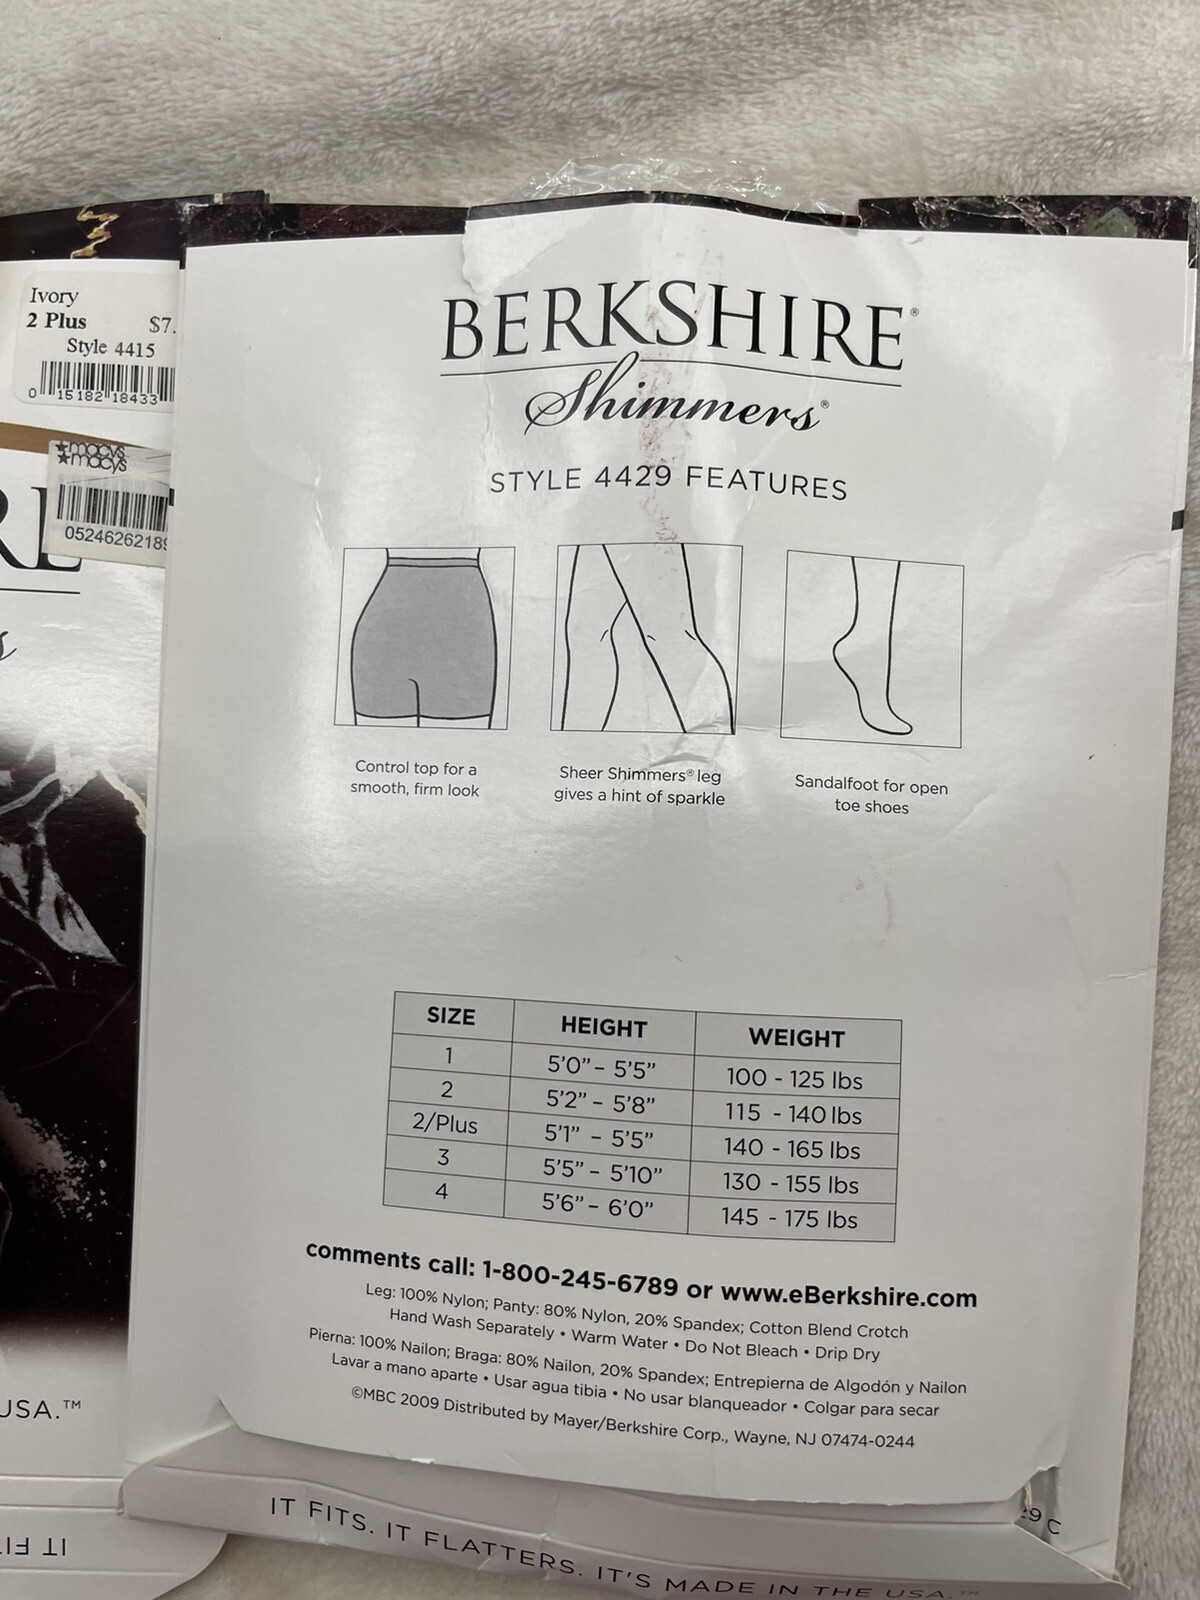 Ivory
2 Plus $7.
Style 4415
0 15182 18433
★macy's
★macy's
05246262189
USA.™
IT FI
BERKSHIRE®
Shimmers®
STYLE 4429 FEATURES
Control top for a
smooth, firm look
Sheer Shimmers® leg
gives a hint of sparkle
Sandalfoot for open
toe shoes
SIZE HEIGHT WEIGHT
1 5'0" – 5'5" 100 - 125 lbs
2 5'2" – 5'8" 115 - 140 lbs
2/Plus 5'1" – 5'5" 140 - 165 lbs
3 5'5" – 5'10" 130 - 155 lbs
4 5'6" – 6'0" 145 - 175 lbs
comments call: 1-800-245-6789 or www.eBerkshire.com
Leg: 100% Nylon; Panty: 80% Nylon, 20% Spandex; Cotton Blend Crotch
Hand Wash Separately • Warm Water • Do Not Bleach • Drip Dry
Pierna: 100% Nailon; Braga: 80% Nailon, 20% Spandex; Entrepierna de Algodón y Nailon
Lavar a mano aparte • Usar agua tibia • No usar blanqueador • Colgar para secar
©MBC 2009 Distributed by Mayer/Berkshire Corp., Wayne, NJ 07474-0244
29 C
IT FITS. IT FLATTERS. IT'S MADE IN THE USA.™